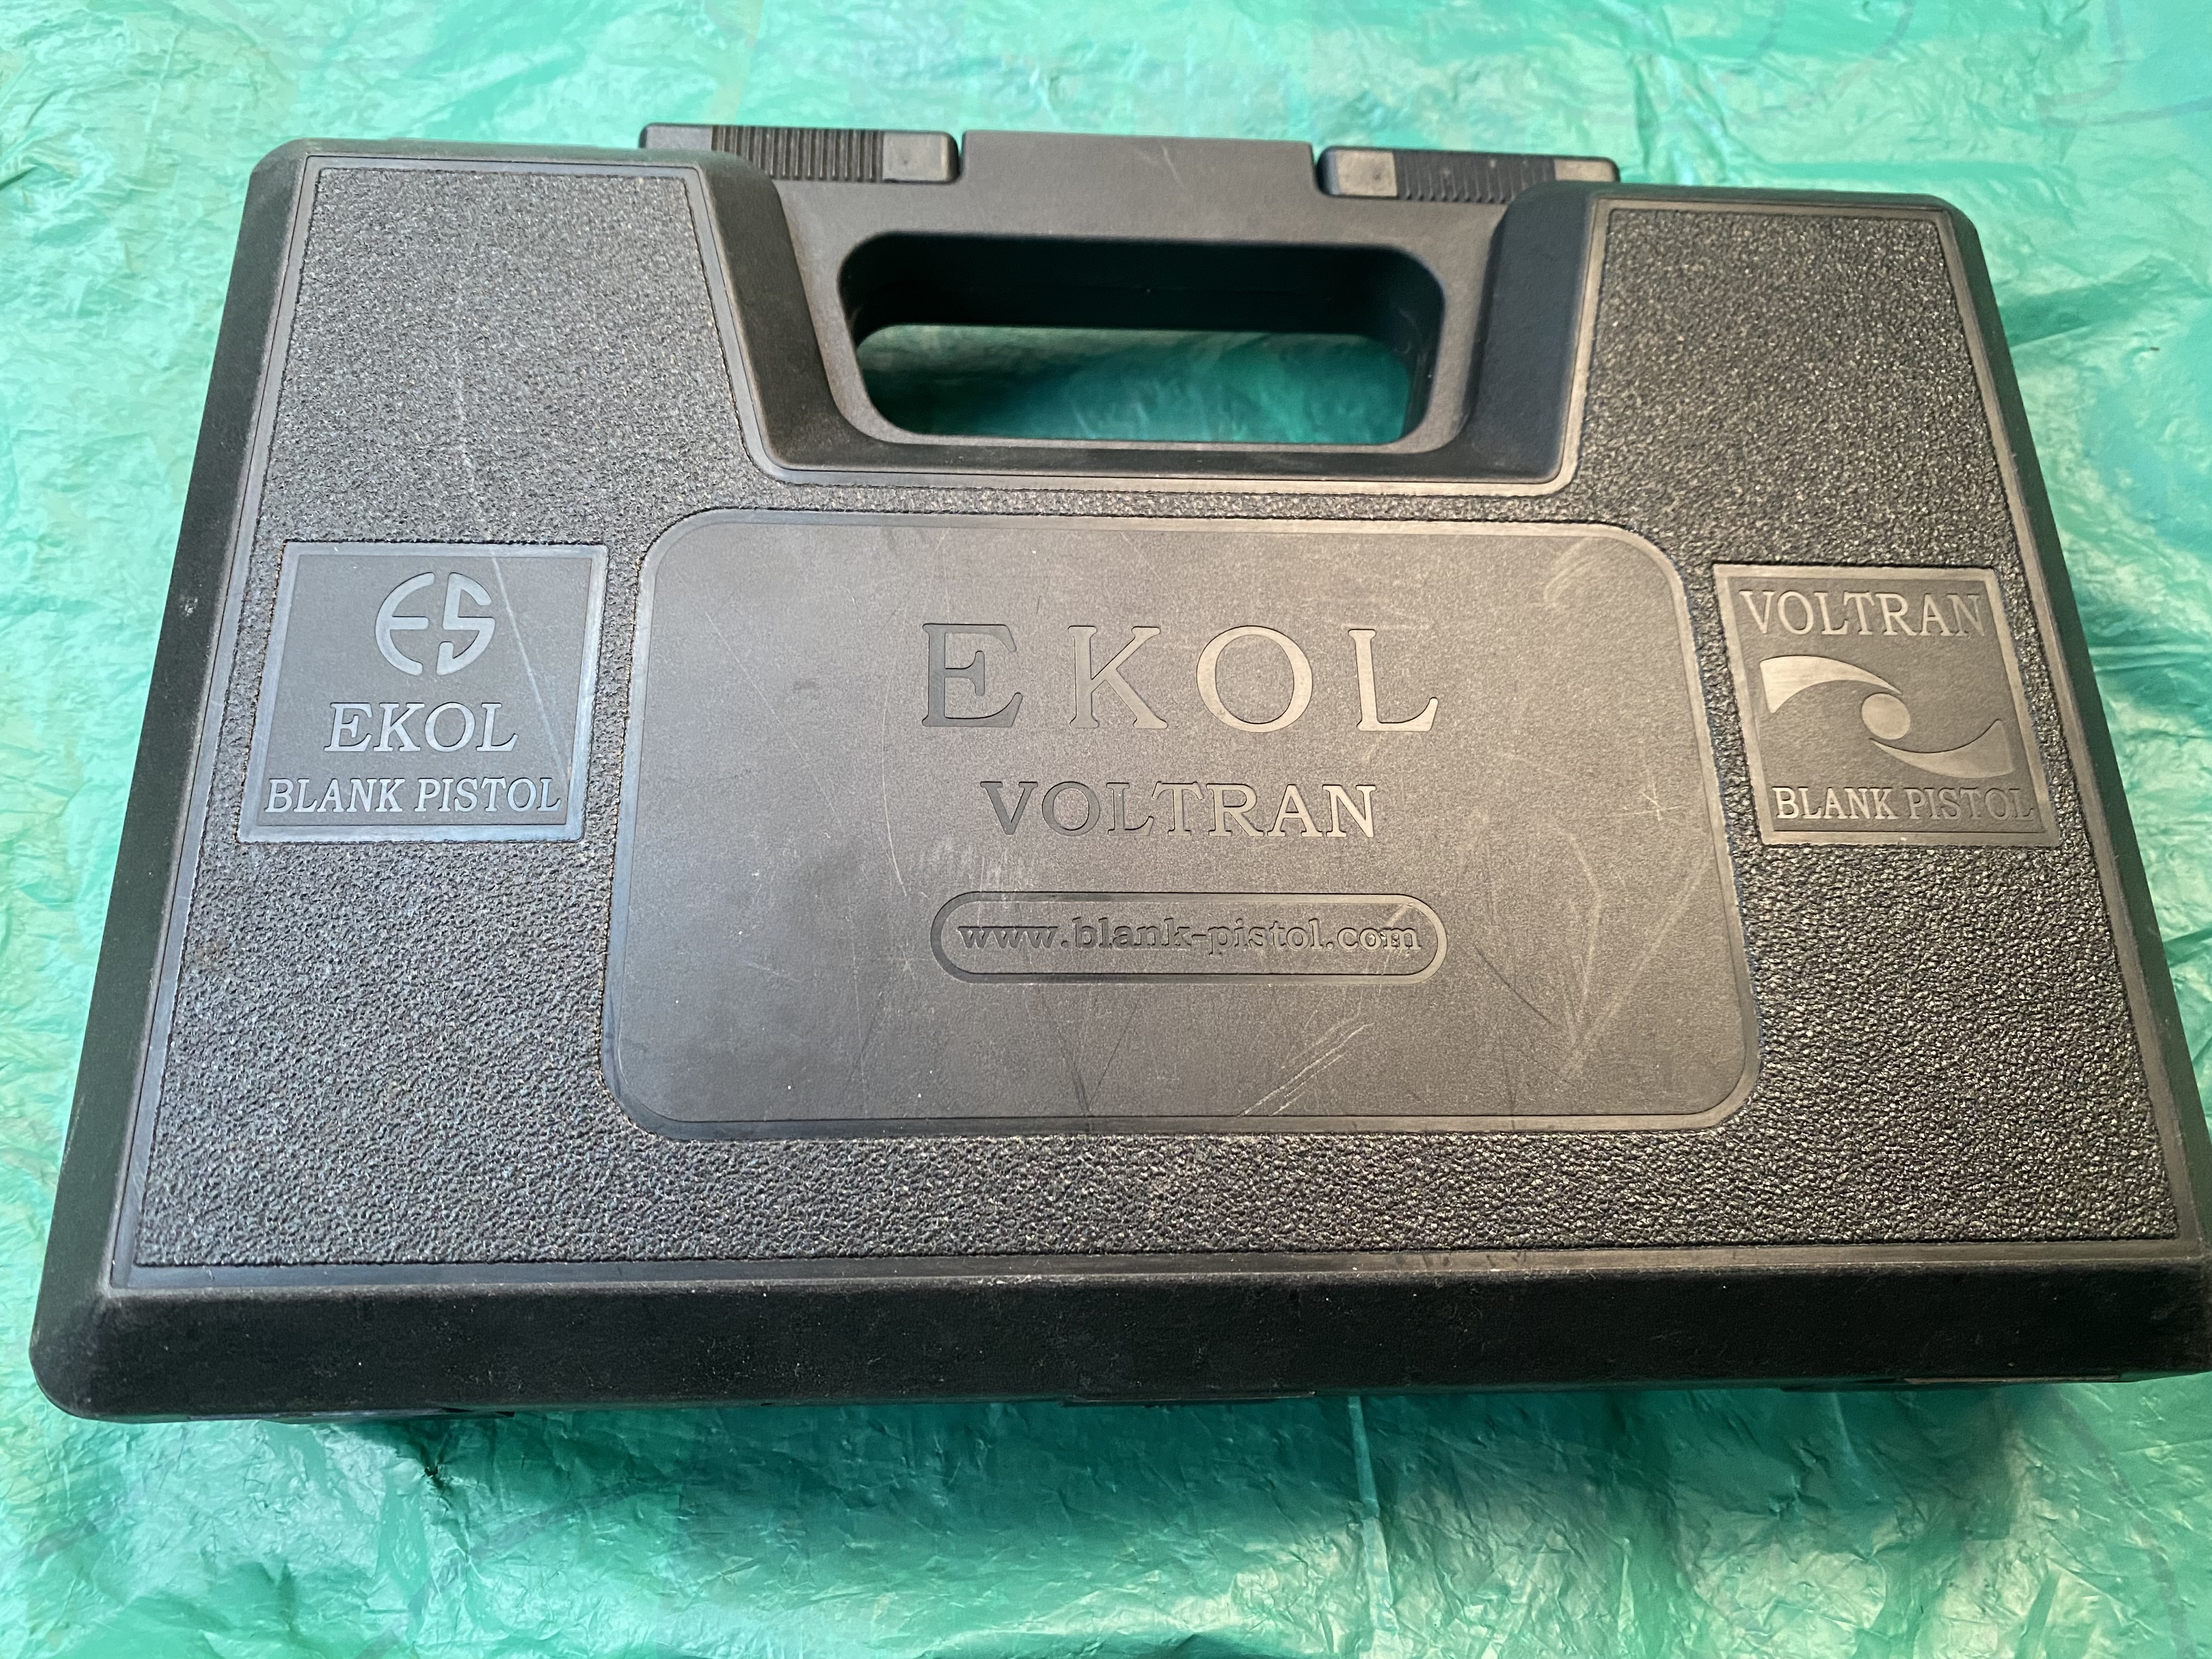 ES
EKOL
BLANK PISTOL
EKOL
VOLTRAN
www.blank-pistol.com
VOLTRAN
BLANK PISTOL